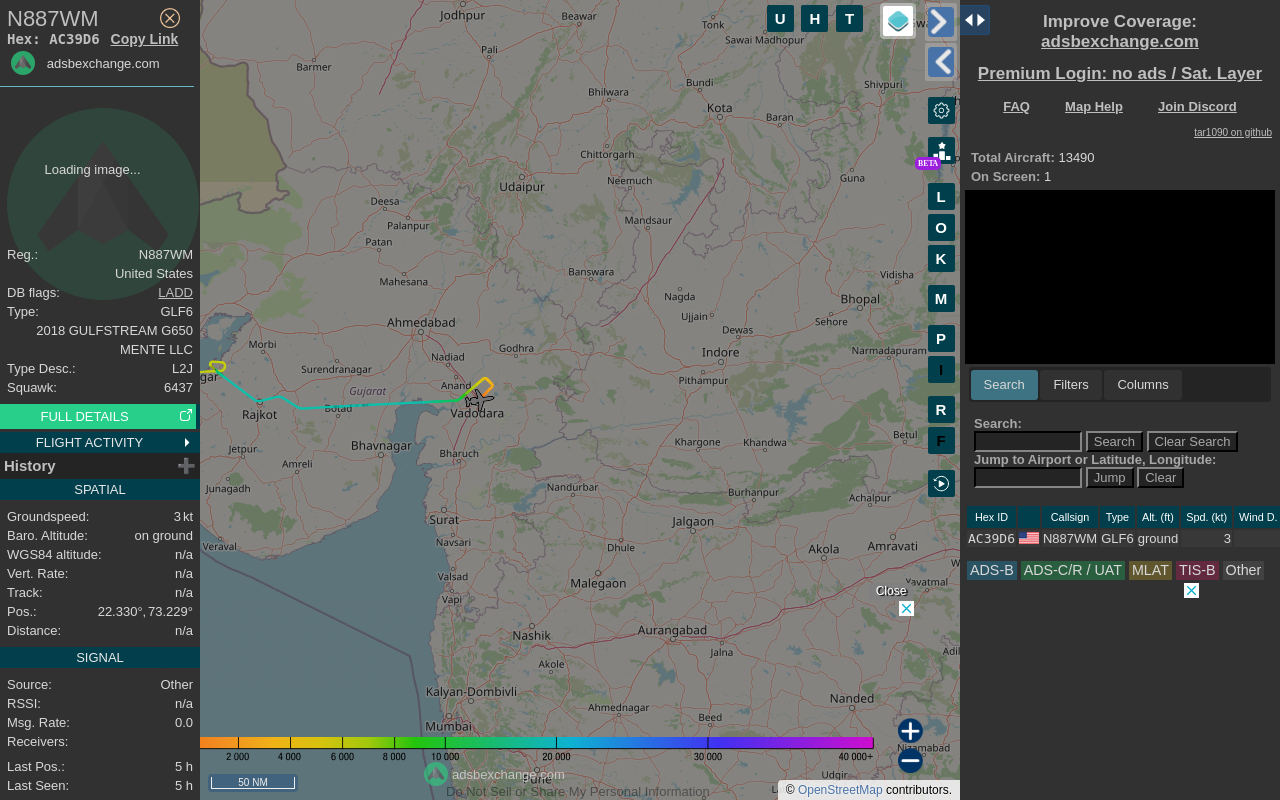 N887WM
Hex: AC39D6 Copy Link
adsbexchange.com
Loading image...
Reg.: N887WM
United States
DB flags: LADD
Type: GLF6
2018 GULFSTREAM G650
MENTE LLC
Type Desc.: L2J
Squawk: 6437
FULL DETAILS
FLIGHT ACTIVITY
History
SPATIAL
Groundspeed: 3 kt
Baro. Altitude: on ground
WGS84 altitude: n/a
Vert. Rate: n/a
Track: n/a
Pos.: 22.330°, 73.229°
Distance: n/a
SIGNAL
Source: Other
RSSI: n/a
Msg. Rate: 0.0
Receivers:
Last Pos.: 5 h
Last Seen: 5 h
Jodhpur
Beawar
Tonk
Sawai Madhopur
Pali
Barmer
Bundi
Shivpuri
Bhilwara
Kota
Baran
Chittorgarh
Guna
Udaipur
Neemuch
Deesa
Mandsaur
Palanpur
Patan
Banswara
Vidisha
Mahesana
Nagda
Bhopal
Ujjain
Sehore
Ahmedabad
Dewas
Morbi
Godhra
Indore
Narmadapuram
Nadiad
Surendranagar
gar
Anand
Pithampur
Gujarat
Rajkot
Botad
Vadodara
Betul
Bhavnagar
Khargone
Khandwa
Jetpur
Bharuch
Amreli
Junagadh
Nandurbar
Burhanpur
Achalpur
Surat
Jalgaon
Navsari
Veraval
Dhule
Akola
Amravati
Valsad
Malegaon
Yavatmal
Vapi
Nashik
Aurangabad
Jalna
Adil
Akole
Kalyan-Dombivli
Nanded
Ahmednagar
Beed
Mumbai
Nizamabad
Pune
Udgir
U H T
BETA
L
O
K
M
P
I
R
F
Close
2 000 4 000 6 000 8 000 10 000 20 000 30 000 40 000+
adsbexchange.com
50 NM
Do Not Sell or Share My Personal Information
© OpenStreetMap contributors.
Improve Coverage:
adsbexchange.com
Premium Login: no ads / Sat. Layer
FAQ Map Help Join Discord
tar1090 on github
Total Aircraft: 13490
On Screen: 1
Search Filters Columns
Search:
Search Clear Search
Jump to Airport or Latitude, Longitude:
Jump Clear
Hex ID Callsign Type Alt. (ft) Spd. (kt) Wind D.
AC39D6 N887WM GLF6 ground 3
ADS-B ADS-C/R / UAT MLAT TIS-B Other